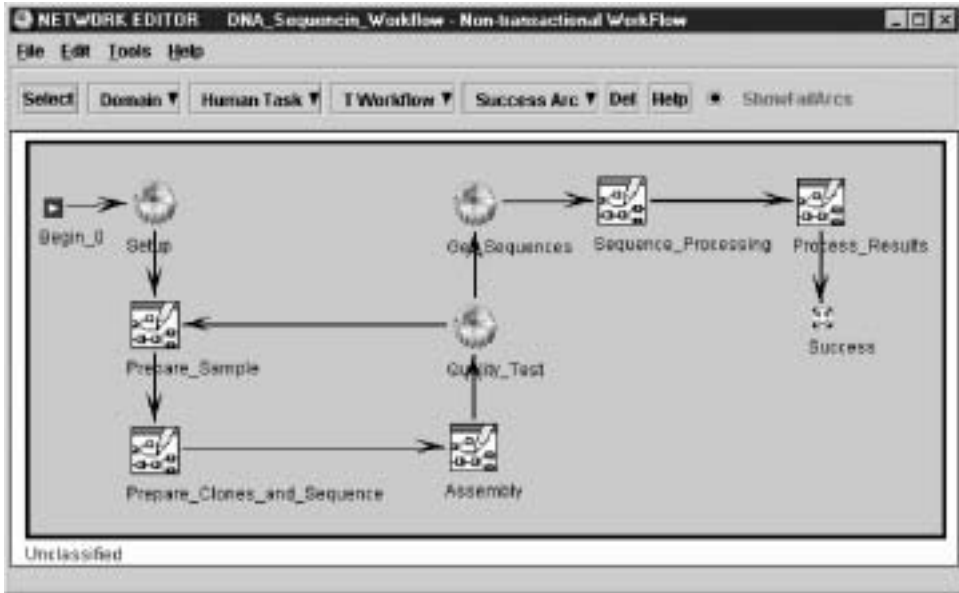 NETWORK EDITOR DNA_Sequencin_Workflow - Non-transactional WorkFlow
File Edit Tools Help
Select Domain Human Task T Workflow Success Arc Del Help ShowFailArcs
Begin_0 Setup Get_Sequences Sequence_Processing Process_Results
Success
Prepare_Sample Quality_Test
Prepare_Clones_and_Sequence Assembly
Unclassified